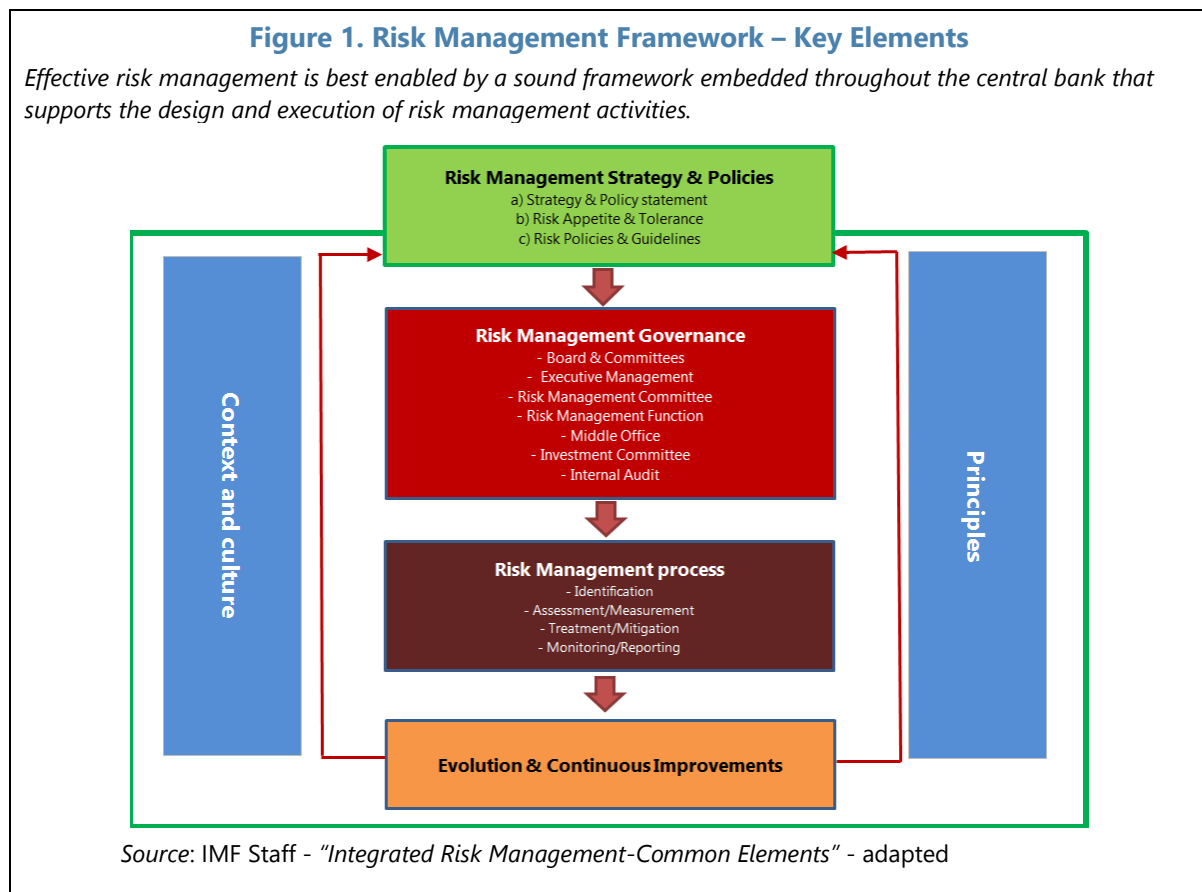 Figure 1. Risk Management Framework – Key Elements
Effective risk management is best enabled by a sound framework embedded throughout the central bank that
supports the design and execution of risk management activities.
Risk Management Strategy & Policies
a) Strategy & Policy statement
b) Risk Appetite & Tolerance
c) Risk Policies & Guidelines
Context and culture
Risk Management Governance
- Board & Committees
- Executive Management
- Risk Management Committee
- Risk Management Function
- Middle Office
- Investment Committee
- Internal Audit
Principles
Risk Management process
- Identification
- Assessment/Measurement
- Treatment/Mitigation
- Monitoring/Reporting
Evolution & Continuous Improvements
Source: IMF Staff - “Integrated Risk Management-Common Elements” - adapted